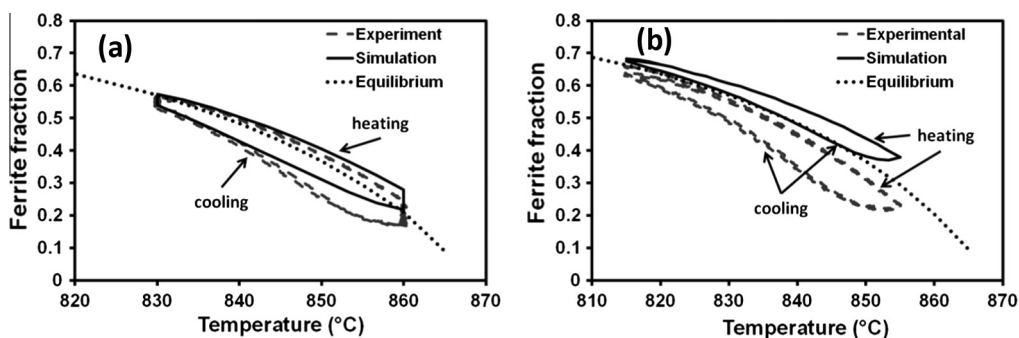 (a)
Experiment
Simulation
Equilibrium
heating
cooling
Ferrite fraction
0.8
0.7
0.6
0.5
0.4
0.3
0.2
0.1
0
820 830 840 850 860 870
Temperature (°C)
(b)
Experimental
Simulation
Equilibrium
heating
cooling
Ferrite fraction
0.8
0.7
0.6
0.5
0.4
0.3
0.2
0.1
0
810 820 830 840 850 860 870
Temperature (°C)